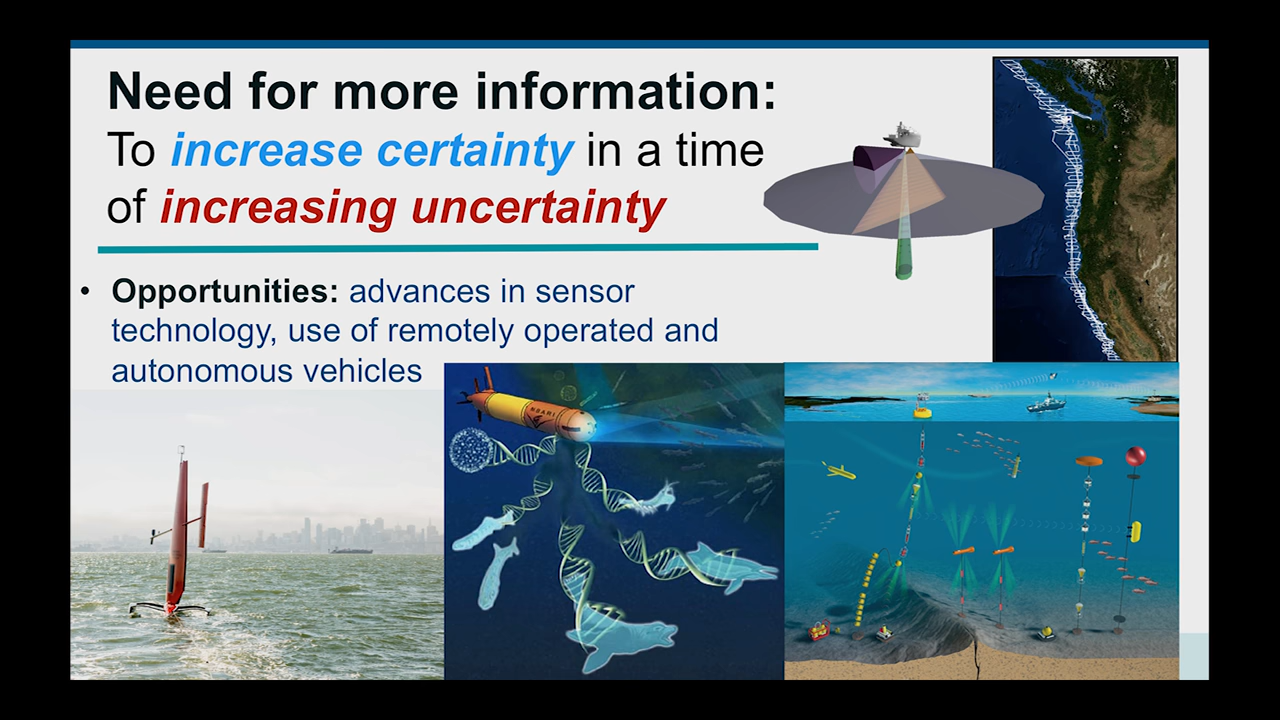 Need for more information:
To increase certainty in a time
of increasing uncertainty
• Opportunities: advances in sensor
technology, use of remotely operated and
autonomous vehicles
MBARI